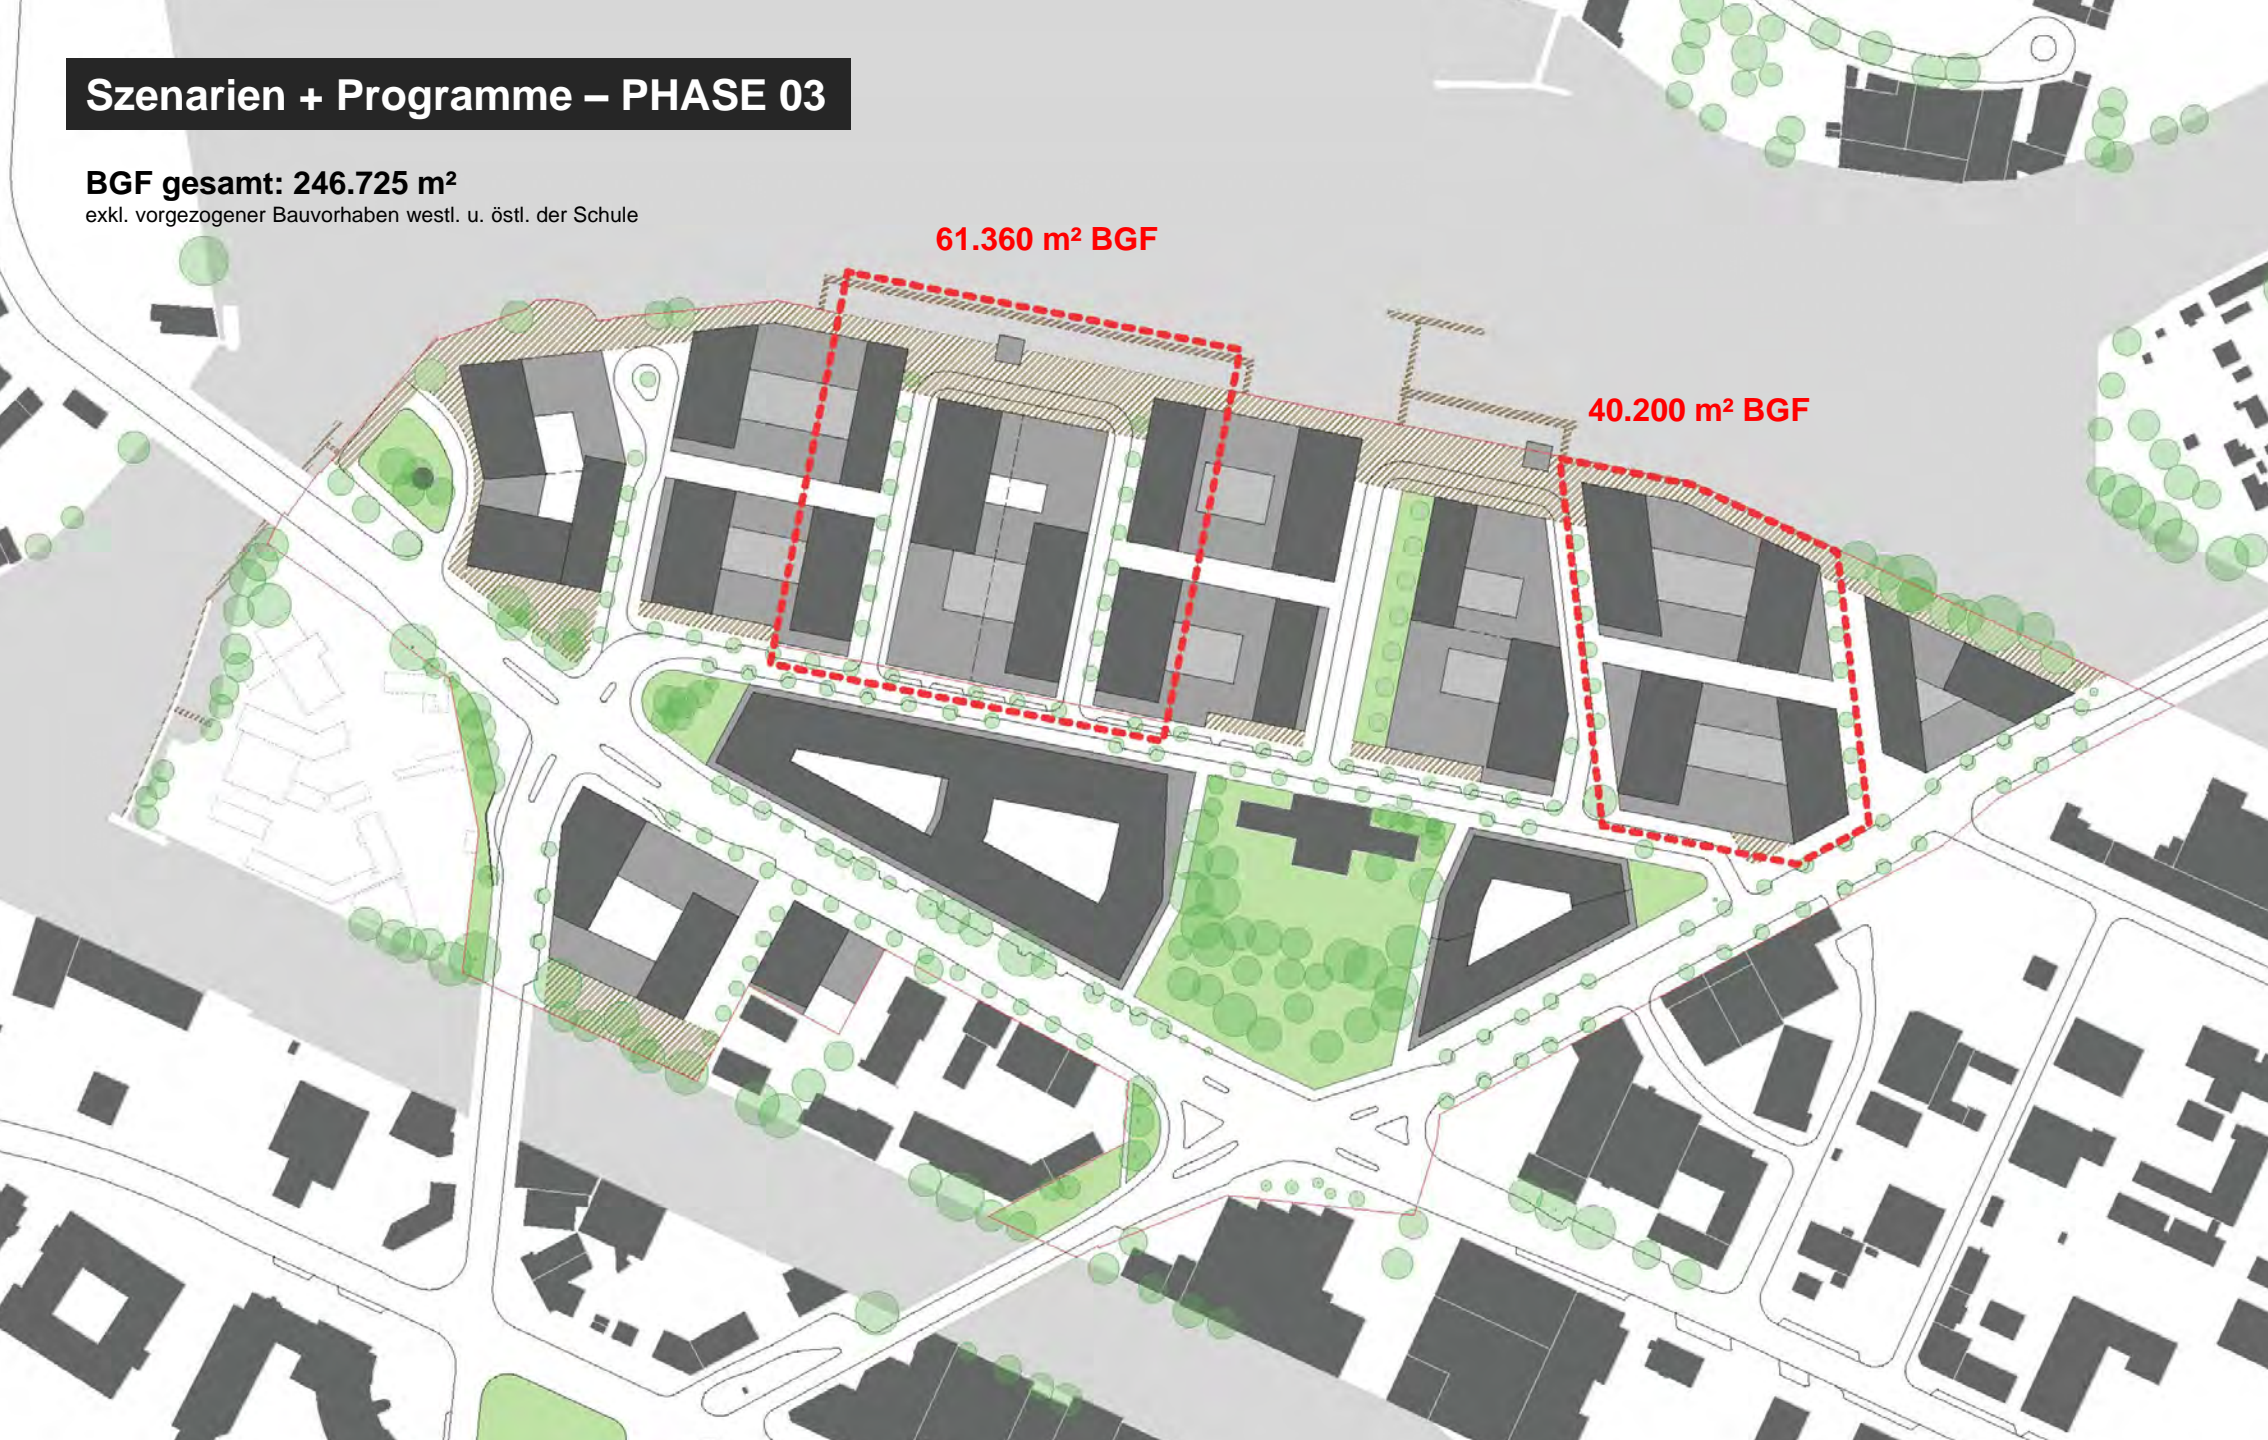 Szenarien + Programme – PHASE 03
BGF gesamt: 246.725 m²
exkl. vorgezogener Bauvorhaben westl. u. östl. der Schule
61.360 m² BGF
40.200 m² BGF